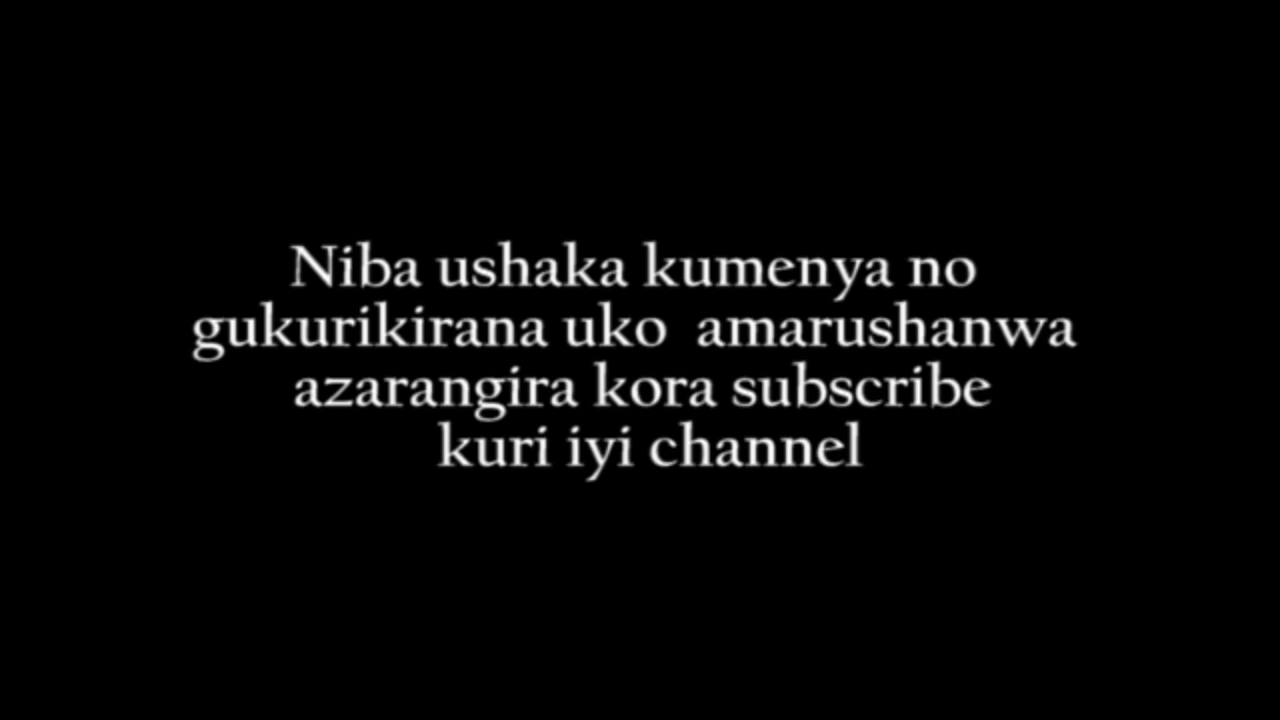 Niba ushaka kumenya no
gukurikirana uko amarushanwa
azarangira kora subscribe
kuri iyi channel